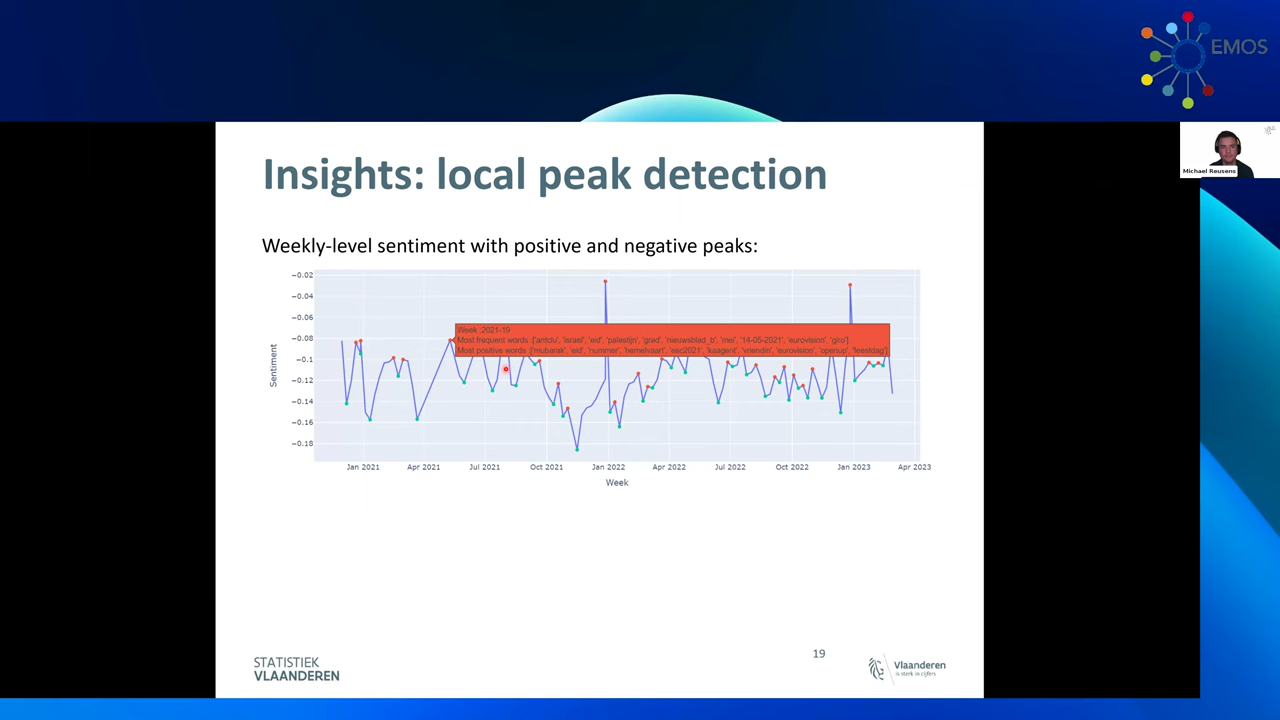 EMOS
Michael Reusens
Insights: local peak detection
Weekly-level sentiment with positive and negative peaks:
−0.02
−0.04
−0.06
−0.08
−0.1
−0.12
−0.14
−0.16
−0.18
Sentiment
Week :2021-19
Most frequent words :['antdu', 'israel', 'eid', 'palestijn', 'grad', 'nieuwsblad_b', 'mei', '14-05-2021', 'eurovision', 'giro']
Most positive words :['mubarak', 'eid', 'nummer', 'hemelvaart', 'esc2021', 'kaagent', 'vriendin', 'eurovision', 'openup', 'feestdag']
Jan 2021 Apr 2021 Jul 2021 Oct 2021 Jan 2022 Apr 2022 Jul 2022 Oct 2022 Jan 2023 Apr 2023
Week
19
STATISTIEK
VLAANDEREN
Vlaanderen
is sterk in cijfers